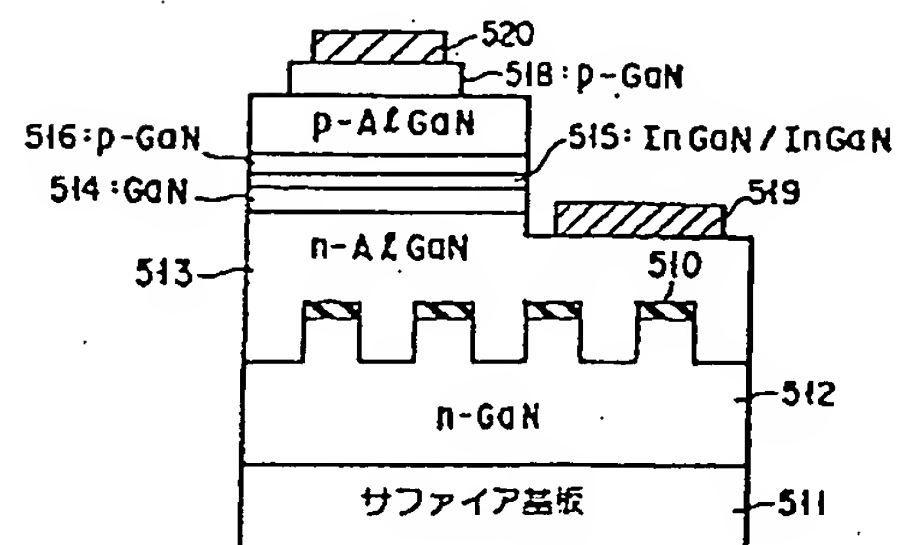 520
518:p-GaN
p-AlGaN
516:p-GaN
515:InGaN/InGaN
514:GaN
519
n-AlGaN
510
513
512
n-GaN
サファイア基板
511